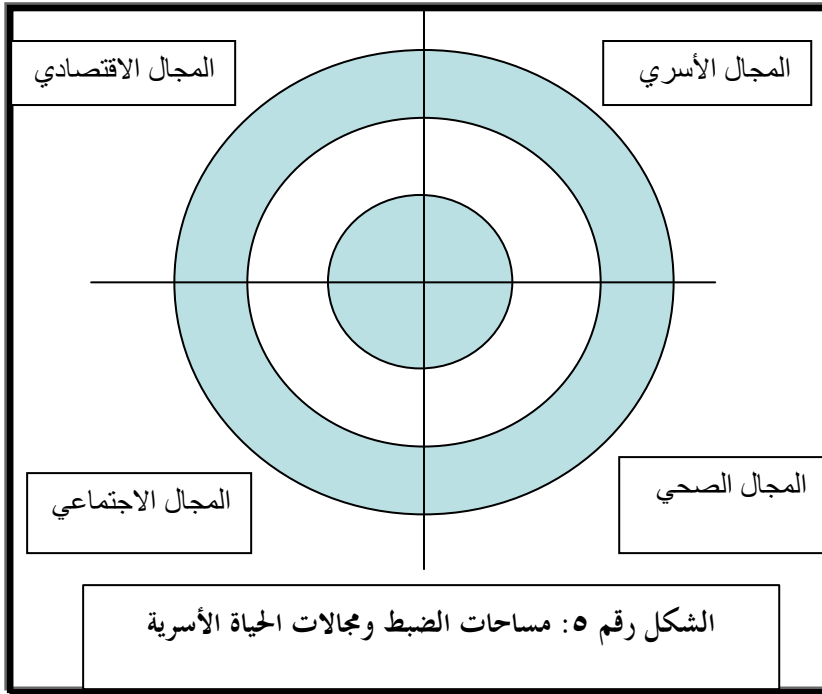 المجال الأسري
المجال الاقتصادي
المجال الصحي
المجال الاجتماعي
الشكل رقم ٥: مساحات الضبط ومجالات الحياة الأسرية